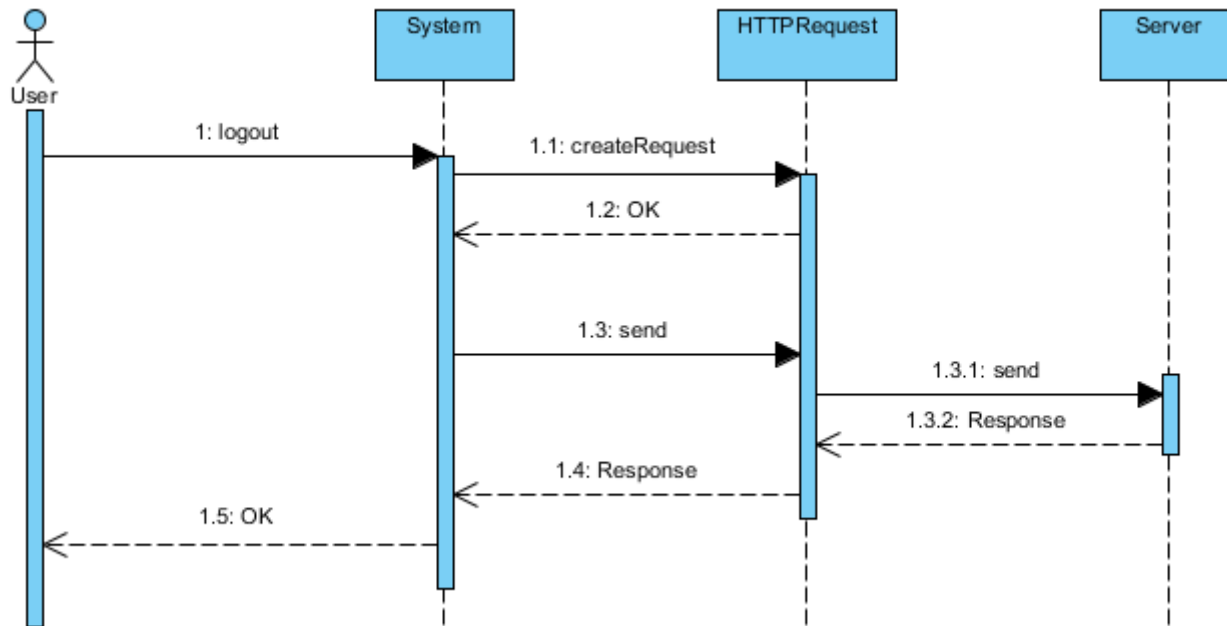 System
HTTPRequest
Server
User
1: logout
1.1: createRequest
1.2: OK
1.3: send
1.3.1: send
1.3.2: Response
1.4: Response
1.5: OK